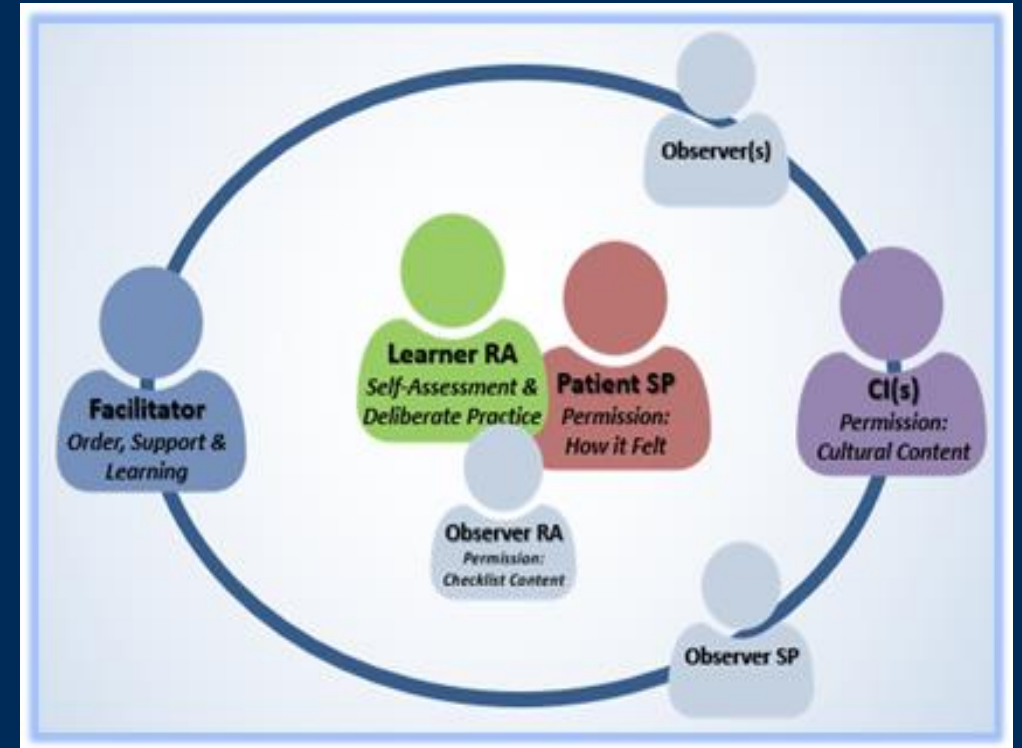 Observer(s)
Learner RA
Self-Assessment &
Deliberate Practice
Patient SP
Permission:
How it Felt
CI(s)
Permission:
Cultural Content
Facilitator
Order, Support &
Learning
Observer RA
Permission:
Checklist Content
Observer SP